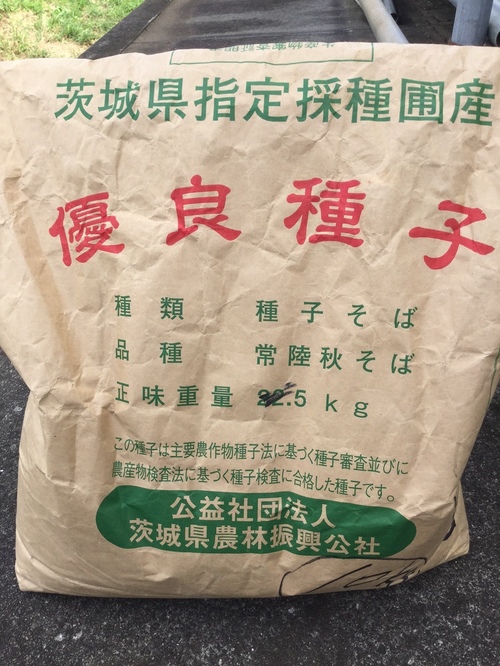 茨城県指定採種圃産
優良種子
種類 種子そば
品種 常陸秋そば
正味重量 22.5kg
この種子は主要農作物種子法に基づく種子審査並びに
農産物検査法に基づく種子検査に合格した種子です。
公益社団法人
茨城県農林振興公社